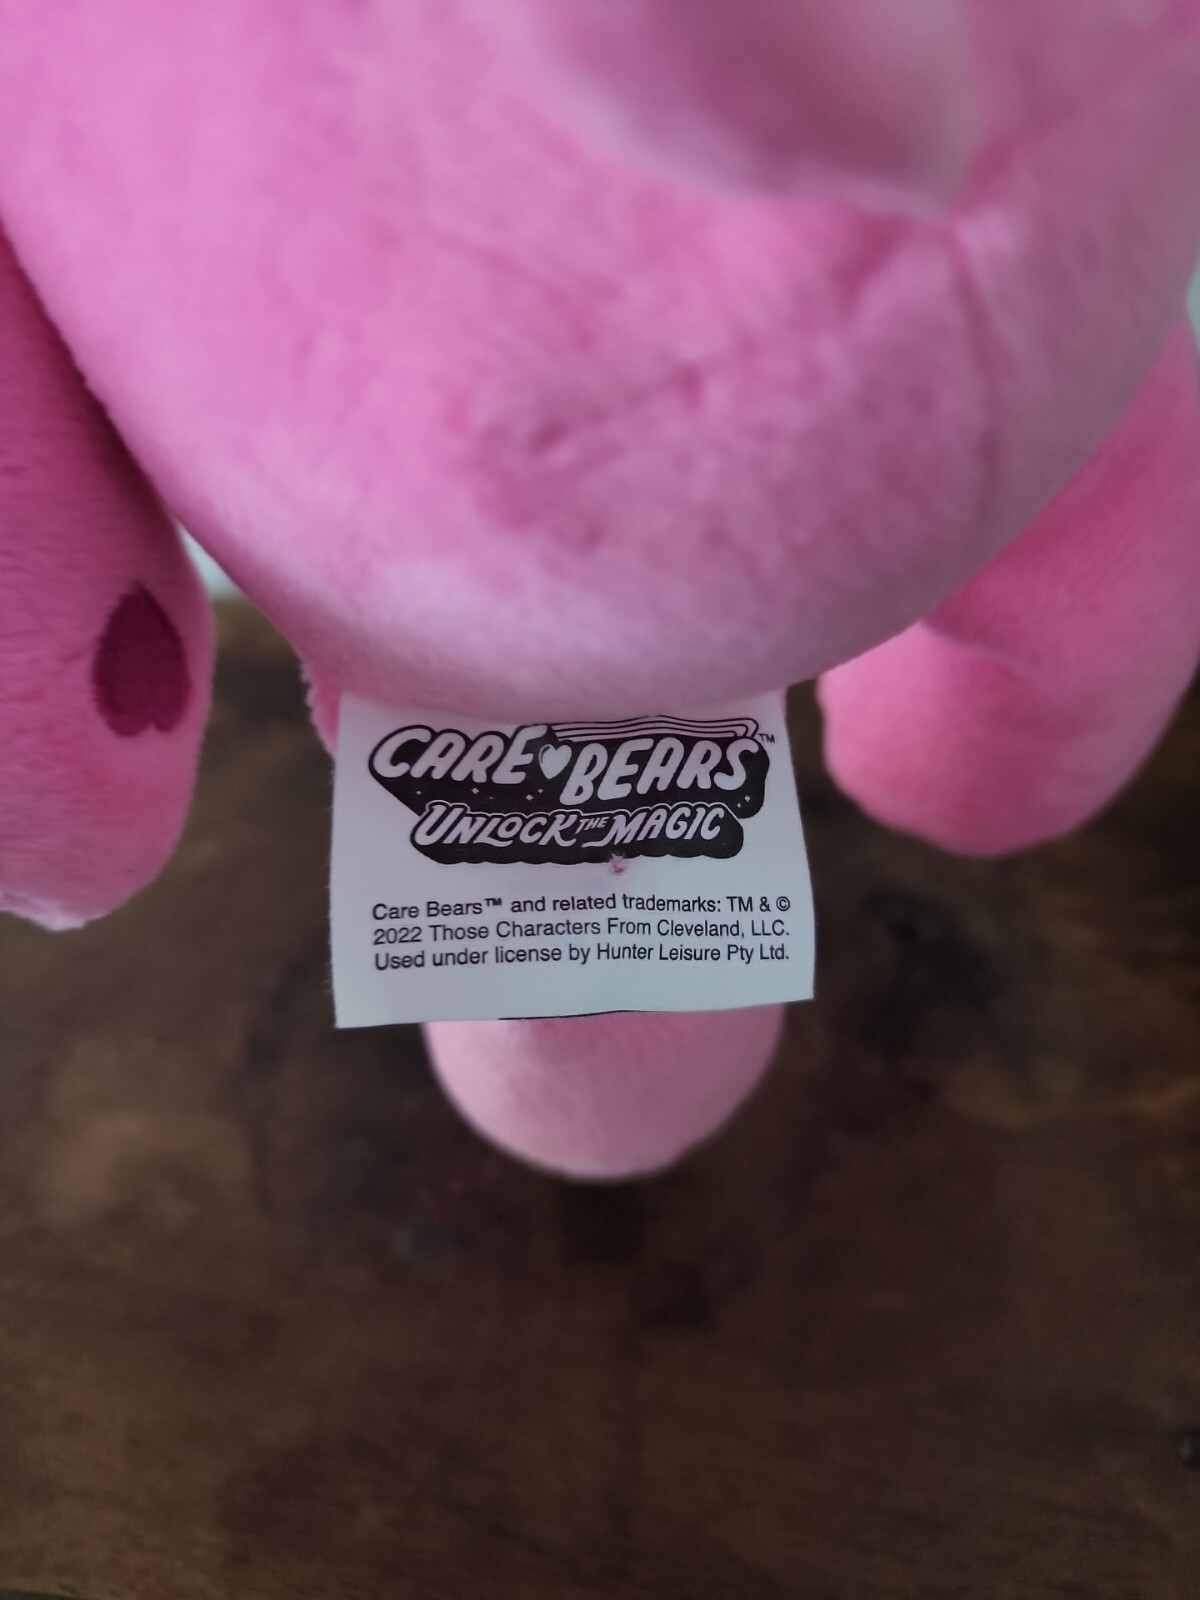 CARE BEARS™
UNLOCK THE MAGIC
Care Bears™ and related trademarks: TM & ©
2022 Those Characters From Cleveland, LLC.
Used under license by Hunter Leisure Pty Ltd.